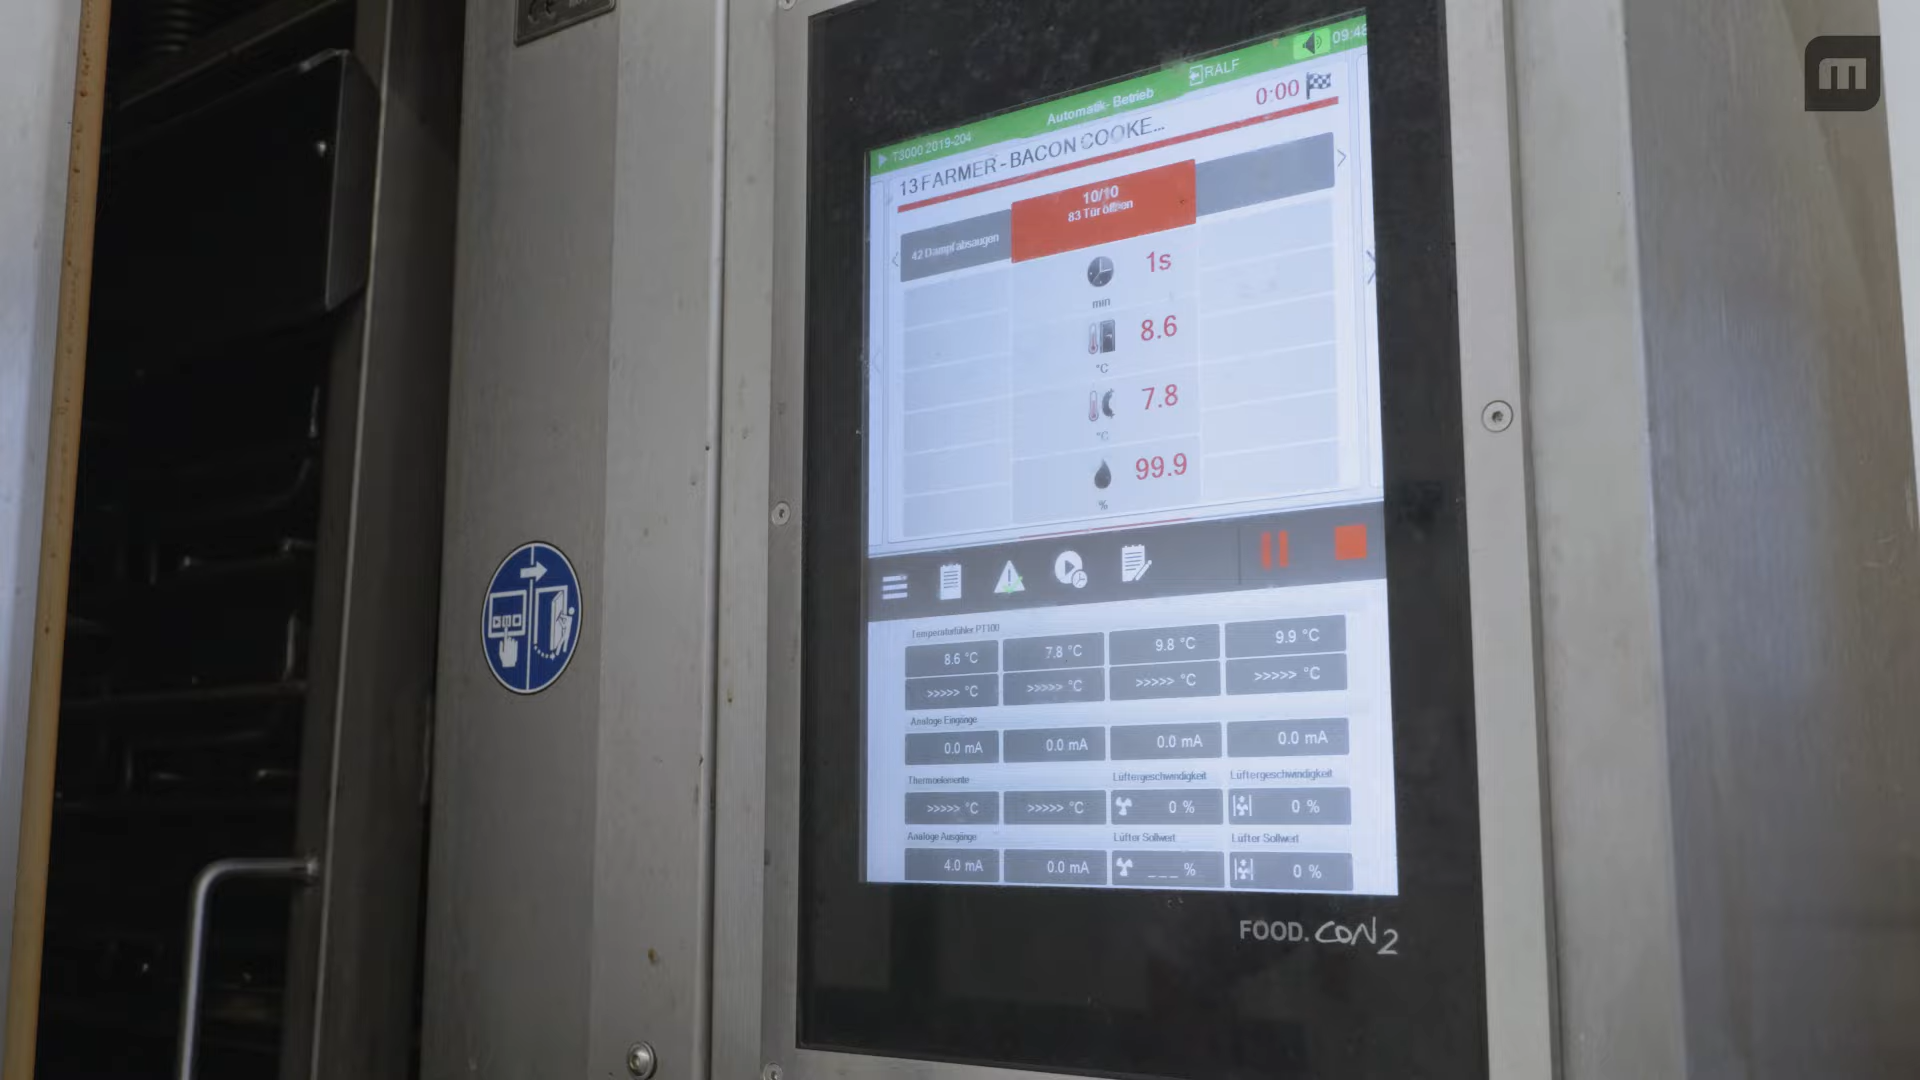 09:48
RALF
Automatik- Betrieb
T3000 2019-204
0:00
13 FARMER - BACON COOKE...
10/10
83 Tür öffnen
42 Dampf absaugen
1s
min
8.6
°C
7.8
°C
99.9
%
Temperaturfühler PT100
8.6 °C 7.8 °C 9.8 °C 9.9 °C
>>>>> °C >>>>> °C >>>>> °C >>>>> °C
Analoge Eingänge
0.0 mA 0.0 mA 0.0 mA 0.0 mA
Thermoelemente Lüftergeschwindigkeit Lüftergeschwindigkeit
>>>>> °C >>>>> °C 0 % 0 %
Analoge Ausgänge Lüfter Sollwert Lüfter Sollwert
4.0 mA 0.0 mA _ _ _ % 0 %
FOOD.CON2
m